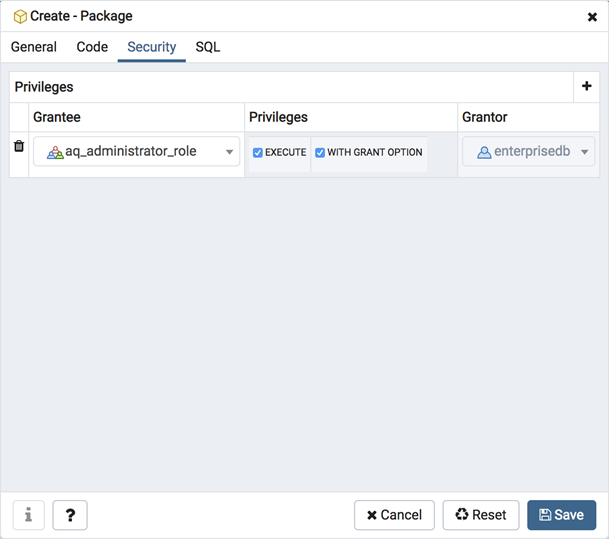 Create - Package
General Code Security SQL
Privileges
Grantee Privileges Grantor
aq_administrator_role EXECUTE WITH GRANT OPTION enterprisedb
i ? Cancel Reset Save